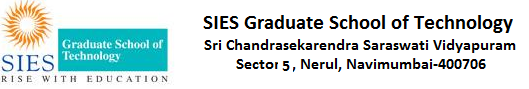 SIES
Graduate School of
Technology
RISE WITH EDUCATION
SIES Graduate School of Technology
Sri Chandrasekarendra Saraswati Vidyapuram
Sector 5 , Nerul, Navimumbai-400706